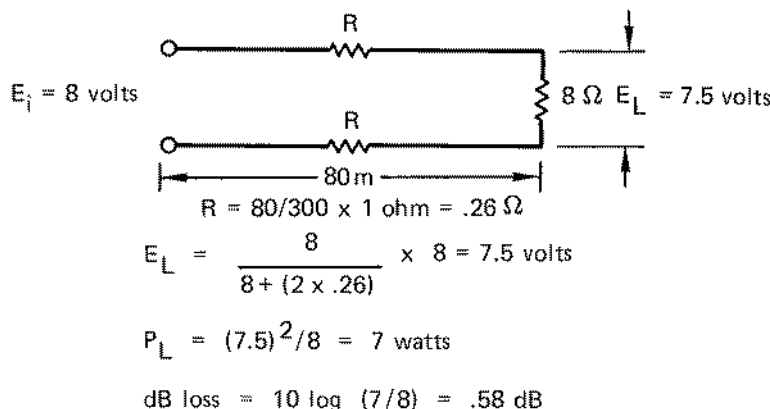 R
E_i = 8 volts
8 Ω E_L = 7.5 volts
R
80 m
R = 80/300 x 1 ohm = .26 Ω
E_L = 8 / 8 + (2 x .26) x 8 = 7.5 volts
P_L = (7.5)²/8 = 7 watts
dB loss = 10 log (7/8) = .58 dB